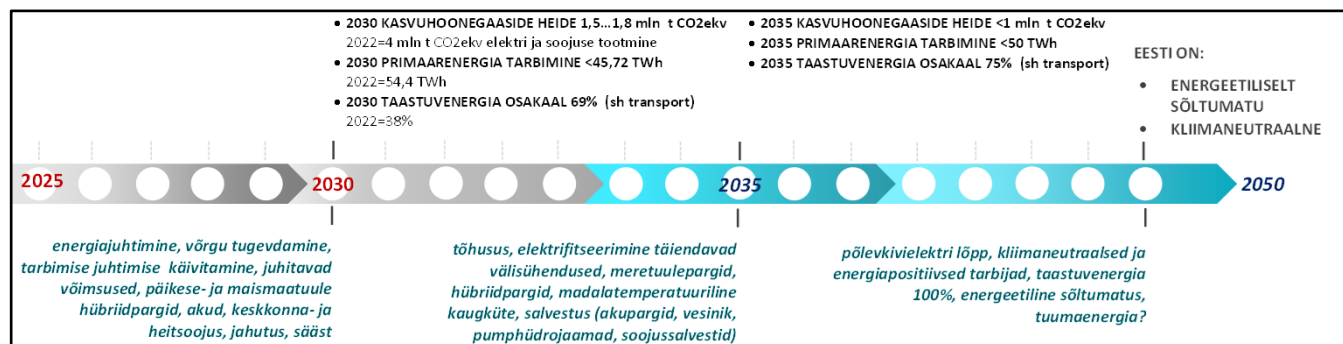 • 2030 KASVUHOONEGAASIDE HEIDE 1,5…1,8 mln t CO2ekv
2022=4 mln t CO2ekv elektri ja soojuse tootmine
• 2030 PRIMAARENERGIA TARBIMINE <45,72 TWh
2022=54,4 TWh
• 2030 TAASTUVENERGIA OSAKAAL 69% (sh transport)
2022=38%
• 2035 KASVUHOONEGAASIDE HEIDE <1 mln t CO2ekv
• 2035 PRIMAARENERGIA TARBIMINE <50 TWh
• 2035 TAASTUVENERGIA OSAKAAL 75% (sh transport)
EESTI ON:
• ENERGEETILISELT
SÕLTUMATU
• KLIIMANEUTRAALNE
2025
2030
2035
2050
energiajuhtimine, võrgu tugevdamine,
tarbimise juhtimise käivitamine, juhitavad
võimsused, päikese- ja maismaatuule
hübriidpargid, akud, keskkonna- ja
heitsoojus, jahutus, sääst
tõhusus, elektrifitseerimine täiendavad
välisühendused, meretuulepargid,
hübriidpargid, madalatemperatuuriline
kaugküte, salvestus (akupargid, vesinik,
pumphüdrojaamad, soojussalvestid)
põlevkivielektri lõpp, kliimaneutraalsed ja
energiapositiivsed tarbijad, taastuvenergia
100%, energeetiline sõltumatus,
tuumaenergia?